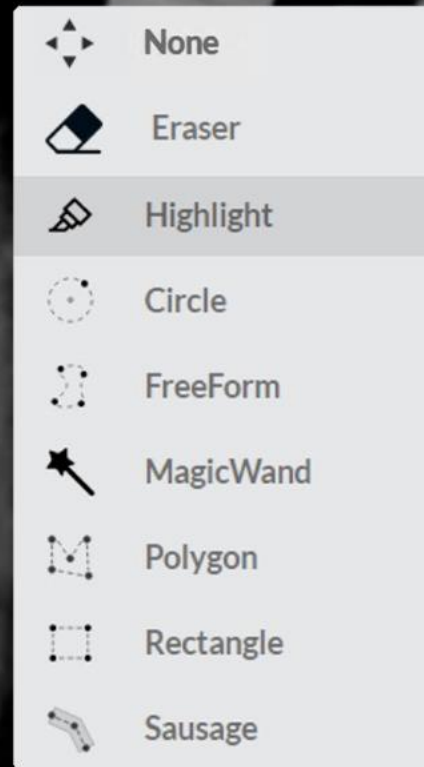 None
Eraser
Highlight
Circle
FreeForm
MagicWand
Polygon
Rectangle
Sausage